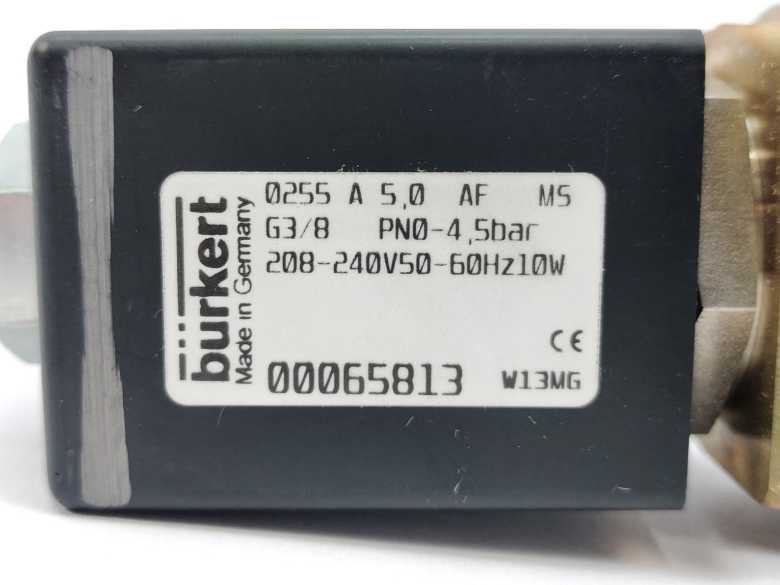 bürkert
Made in Germany
0255 A 5,0 AF MS
G3/8 PN0-4,5bar
208-240V50-60Hz10W
CE
00065813 W13MG